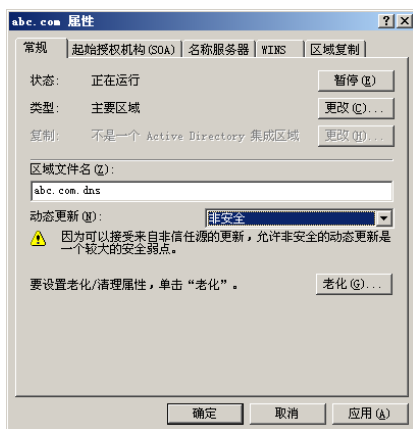 abc.com 属性
常规 起始授权机构(SOA) 名称服务器 WINS 区域复制
状态: 正在运行 暂停(E)
类型: 主要区域 更改(C)...
复制: 不是一个 Active Directory 集成区域 更改(H)...
区域文件名(Z):
abc.com.dns
动态更新(N): 非安全
因为可以接受来自非信任源的更新，允许非安全的动态更新是
一个较大的安全弱点。
要设置老化/清理属性，单击“老化”。 老化(G)...
确定 取消 应用(A)